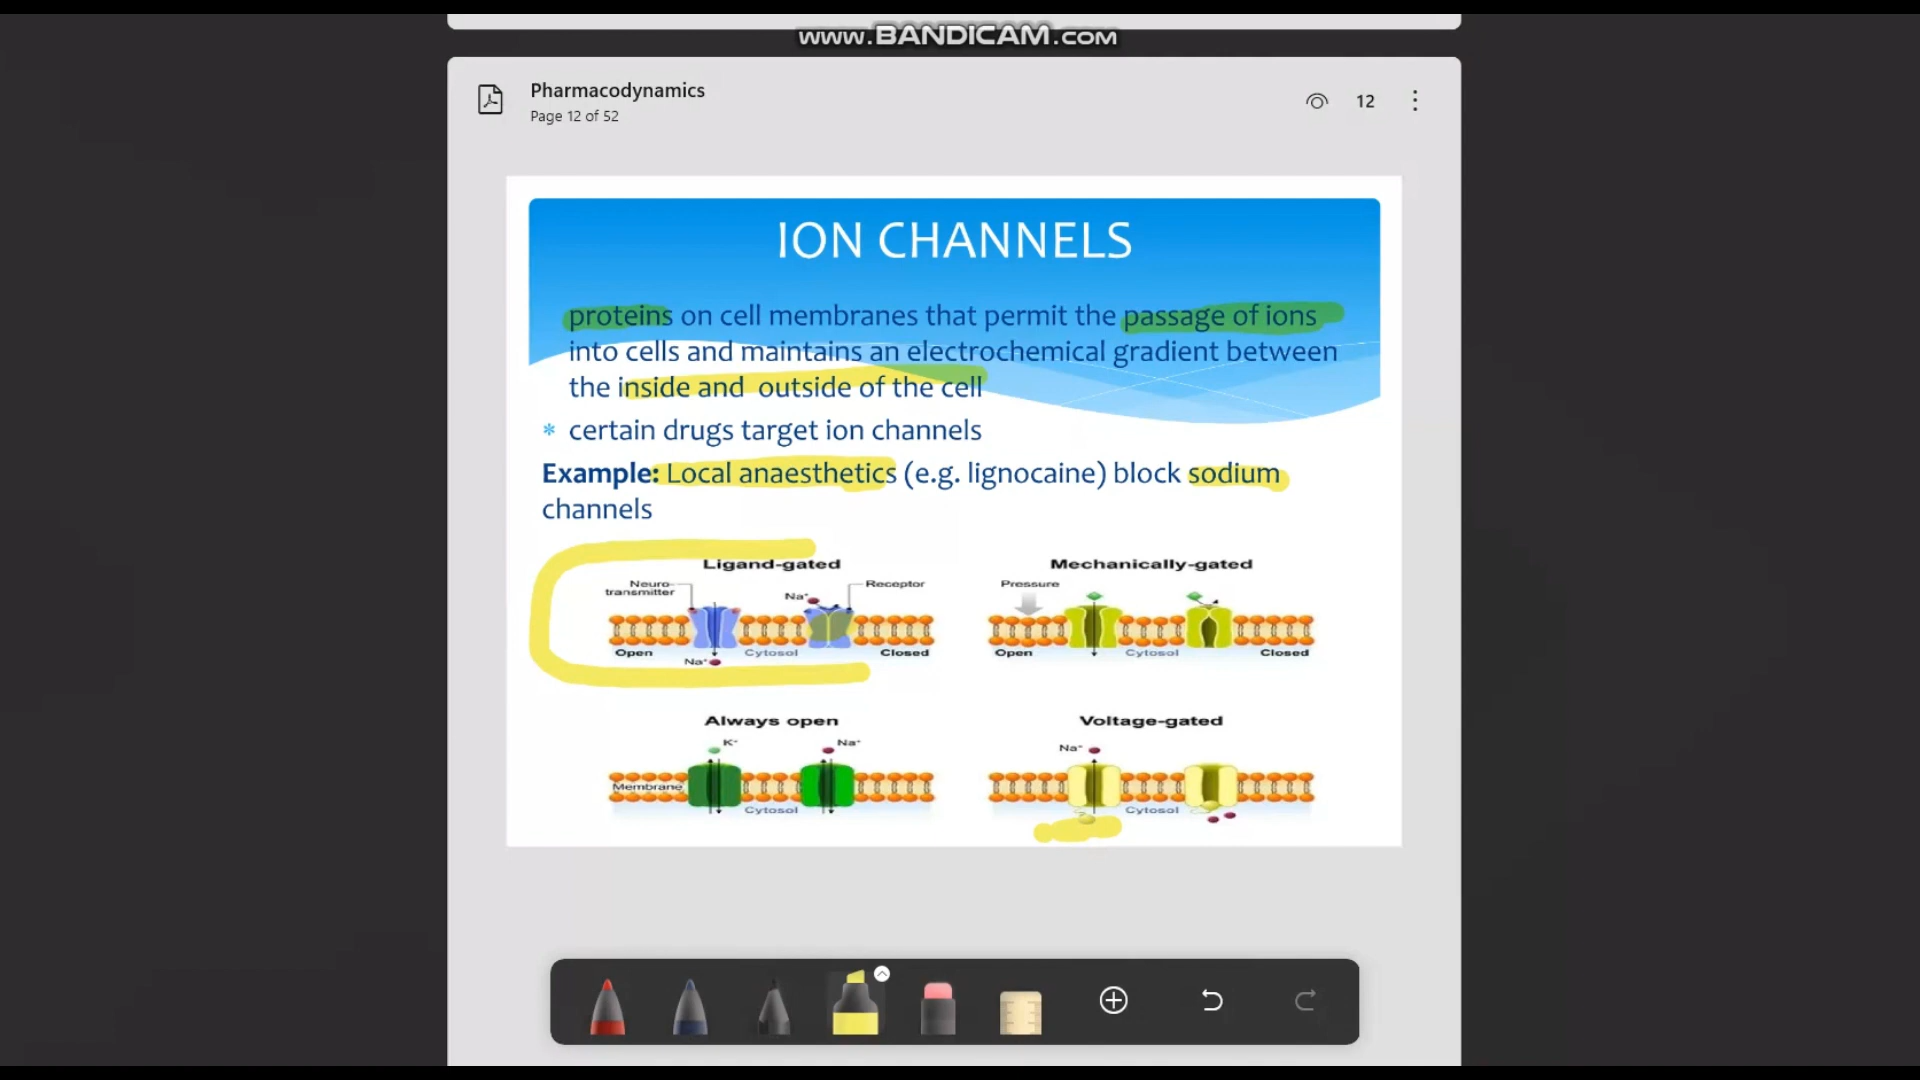 www.BANDICAM.com
Pharmacodynamics
Page 12 of 52
12
ION CHANNELS
proteins on cell membranes that permit the passage of ions
into cells and maintains an electrochemical gradient between
the inside and outside of the cell
* certain drugs target ion channels
Example: Local anaesthetics (e.g. lignocaine) block sodium
channels
Ligand-gated
Neuro-
transmitter
Na⁺
Receptor
Open
Cytosol
Closed
Na⁺
Mechanically-gated
Pressure
Open
Cytosol
Closed
Always open
K⁺
Na⁺
Membrane
Cytosol
Voltage-gated
Na⁺
Cytosol